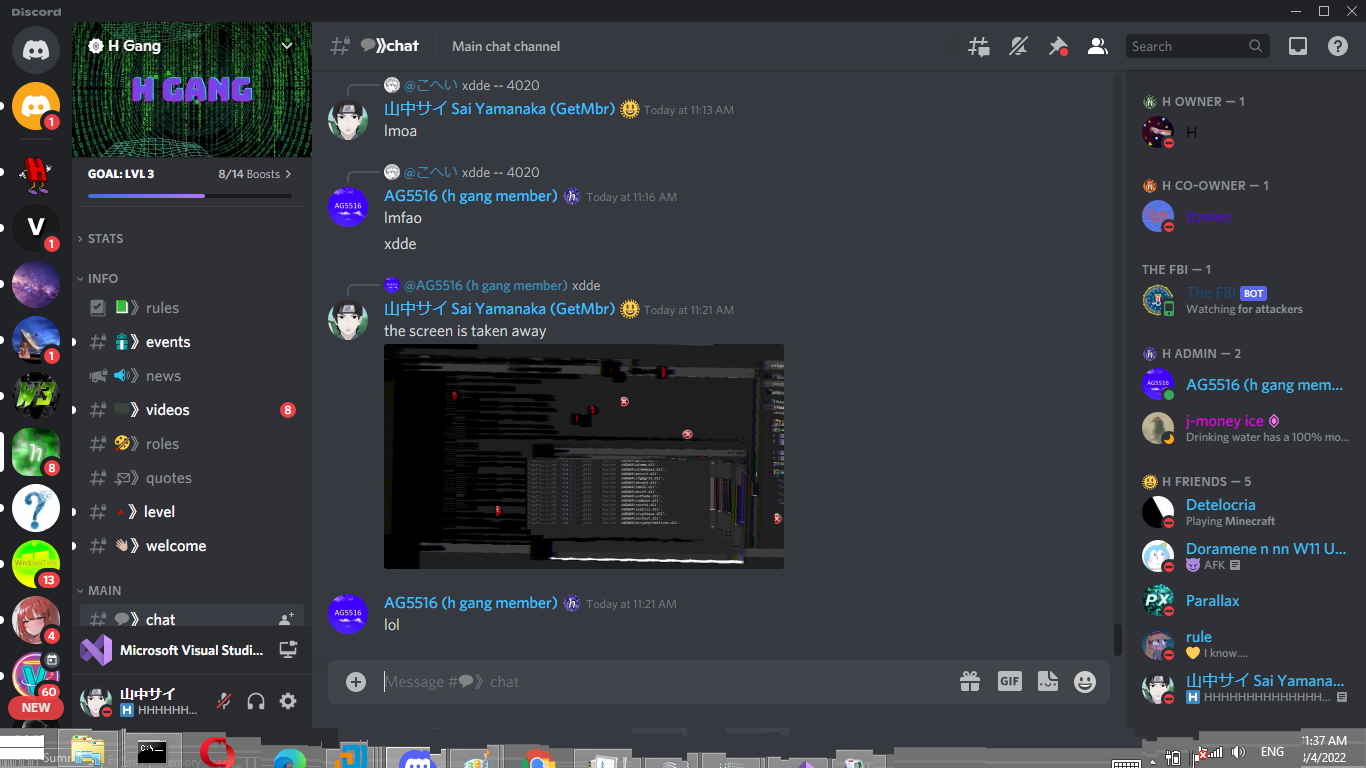 Discord
H Gang
H GANG
GOAL: LVL 3 8/14 Boosts
STATS
INFO
rules
events
news
videos 8
roles
quotes
level
welcome
MAIN
chat
Microsoft Visual Studi...
山中サイ
H HHHHHH...
1
V
1
1
W3
h
8
?
13
4
60
NEW
chat Main chat channel
Search
@こへい xdde -- 4020
山中サイ Sai Yamanaka (GetMbr) Today at 11:13 AM
lmoa
@こへい xdde -- 4020
AG5516
AG5516 (h gang member) Today at 11:16 AM
lmfao
xdde
@AG5516 (h gang member) xdde
山中サイ Sai Yamanaka (GetMbr) Today at 11:21 AM
the screen is taken away
AG5516
AG5516 (h gang member) Today at 11:21 AM
lol
Message # 》 chat
GIF
H OWNER — 1
H
H CO-OWNER — 1
Itzsten
THE FBI — 1
The FBI BOT
Watching for attackers
H ADMIN — 2
AG5516
AG5516 (h gang mem...
j-money ice
Drinking water has a 100% mo...
H FRIENDS — 5
Detelocria
Playing Minecraft
Doramene n nn W11 U...
AFK
PX
Parallax
rule
I know....
山中サイ Sai Yamana...
H HHHHHHHHHHHHHH...
ENG
1:37 AM
/4/2022